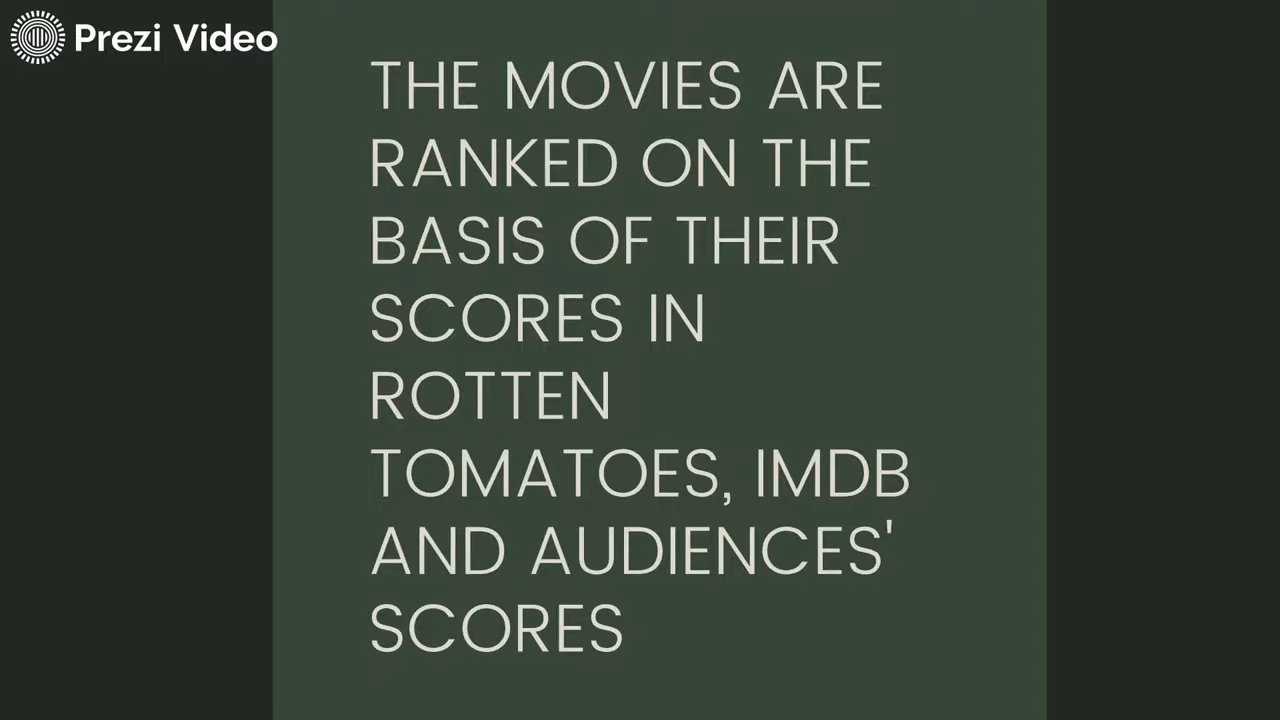 Prezi Video
THE MOVIES ARE
RANKED ON THE
BASIS OF THEIR
SCORES IN
ROTTEN
TOMATOES, IMDB
AND AUDIENCES'
SCORES